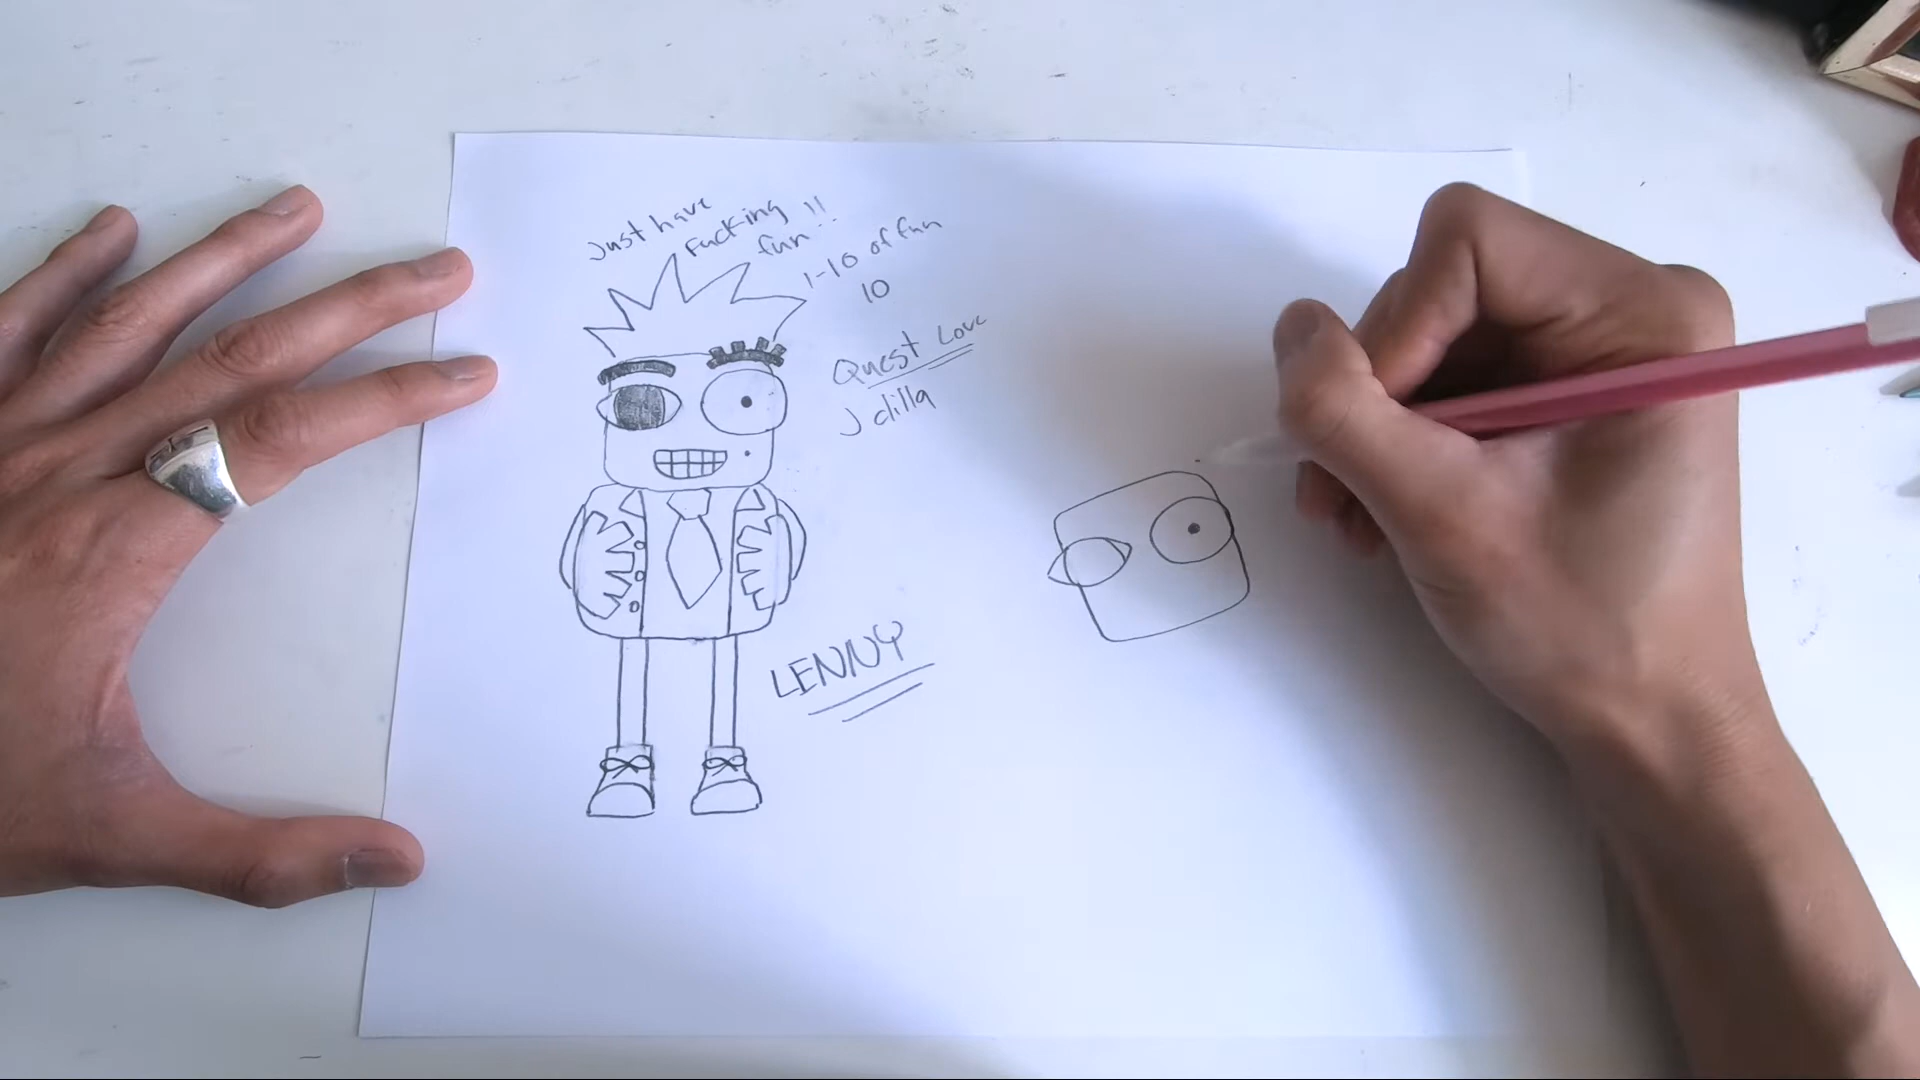 Just have
Fucking
fun!!
1-10 of fun
10
Quest Love
J dilla
LENNY